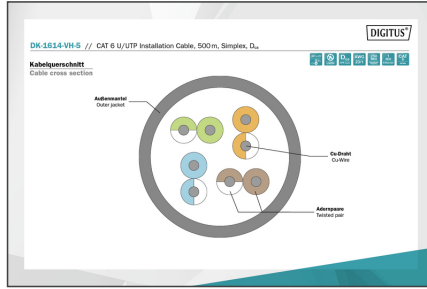 DIGITUS®
DK-1614-VH-5 // CAT 6 U/UTP Installation Cable, 500 m, Simplex, Dca
Kabelquerschnitt
Cable cross section
Außenmantel
Outer jacket
Cu-Draht
Cu-Wire
Adernpaare
Twisted pair